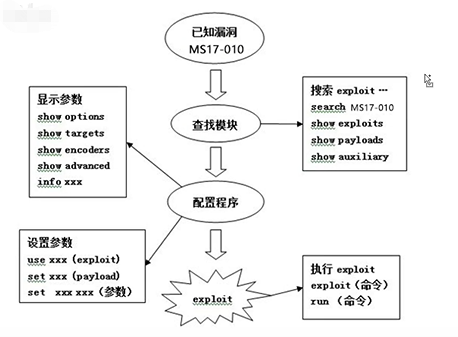 已知漏洞
MS17-010
显示参数
show options
show targets
show encoders
show advanced
info xxx
查找模块
搜索 exploit …
search MS17-010
show exploits
show payloads
show auxiliary
配置程序
设置参数
use xxx (exploit)
set xxx (payload)
set xxx xxx (参数)
exploit
执行 exploit
exploit (命令)
run (命令)